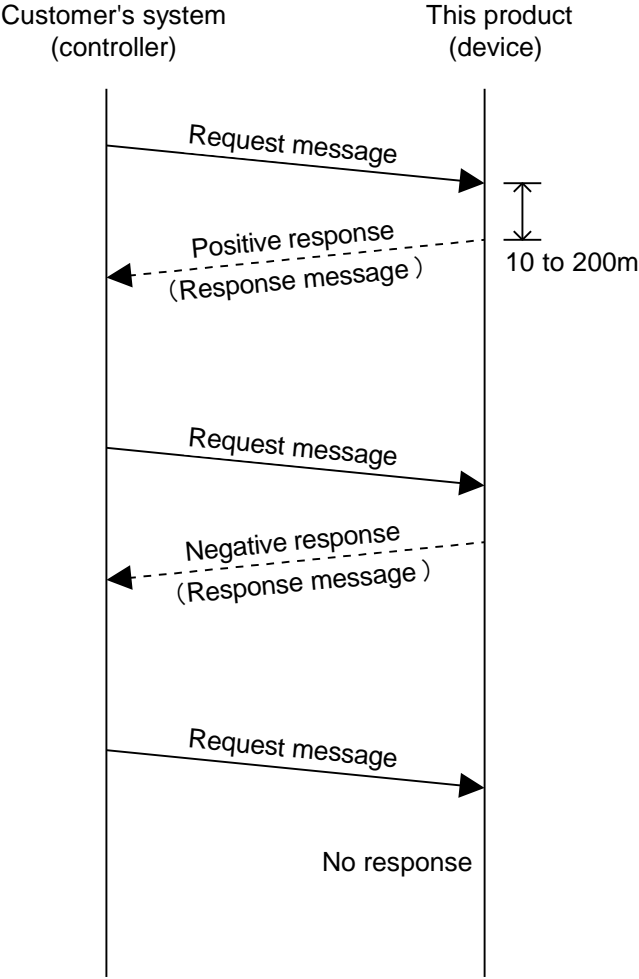 Customer's system
(controller)
This product
(device)
Request message
Positive response
（Response message）
10 to 200m
Request message
Negative response
（Response message）
Request message
No response